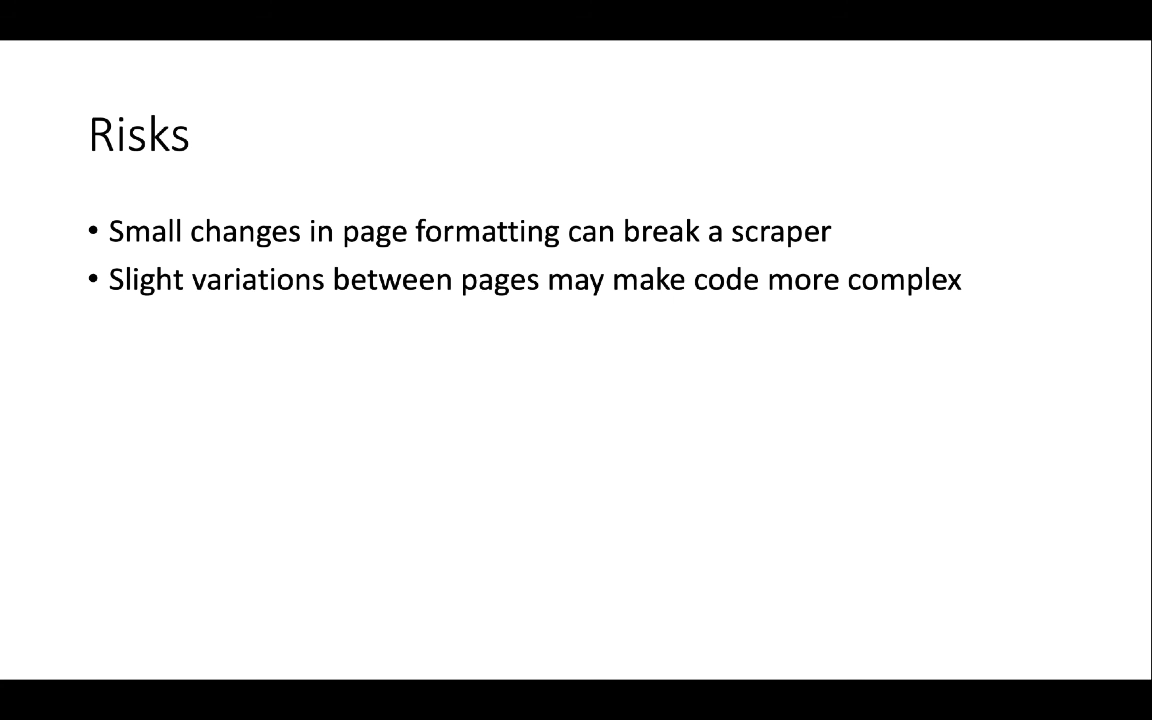 Risks
• Small changes in page formatting can break a scraper
• Slight variations between pages may make code more complex